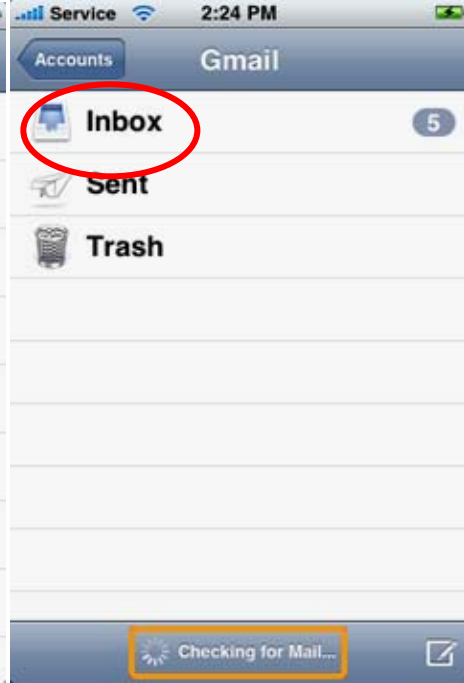 Service 2:24 PM
Accounts Gmail
Inbox 5
Sent
Trash
Checking for Mail...